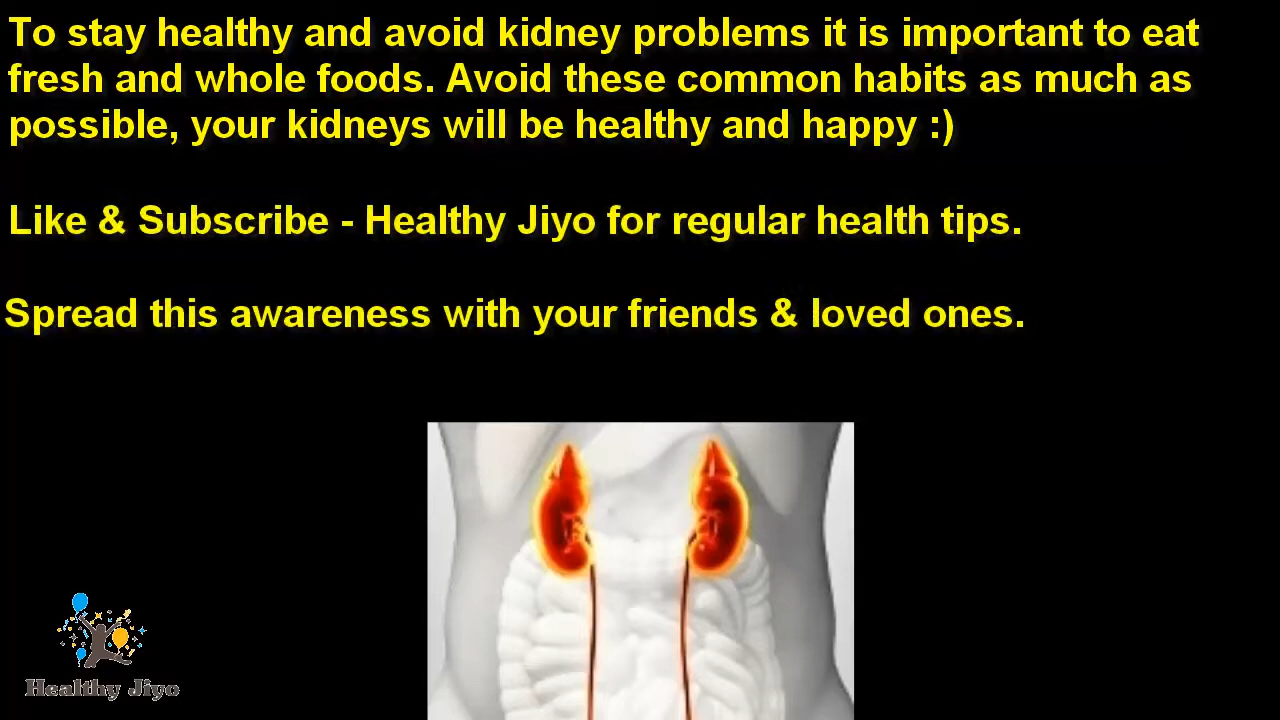 To stay healthy and avoid kidney problems it is important to eat
fresh and whole foods. Avoid these common habits as much as
possible, your kidneys will be healthy and happy :)
Like & Subscribe - Healthy Jiyo for regular health tips.
Spread this awareness with your friends & loved ones.
Healthy Jiyo